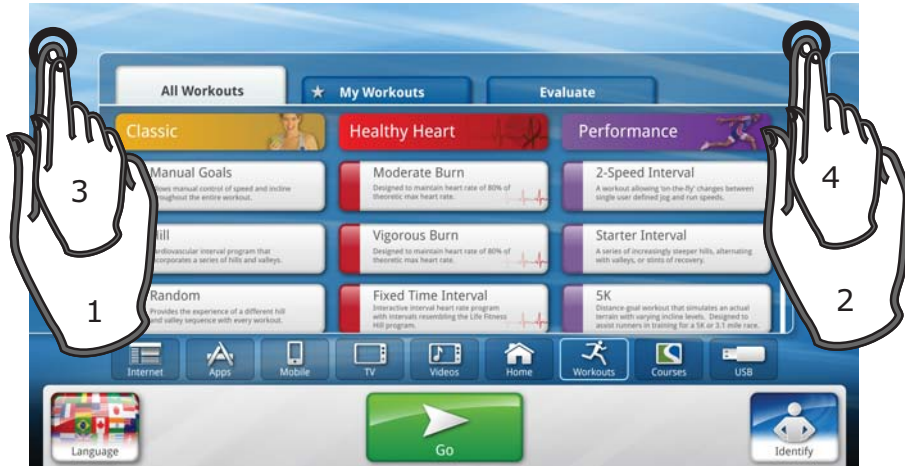 All Workouts
★ My Workouts
Evaluate
Classic
Manual Goals
manual control of speed and incline
the entire workout.
interval program that
a series of hills and valleys.
Random
Provides the experience of a different hill
and valley sequence with every workout.
Healthy Heart
Moderate Burn
Designed to maintain heart rate of 80% of
theoretic max heart rate.
Vigorous Burn
Designed to maintain heart rate of 80% of
theoretic max heart rate.
Fixed Time Interval
Interactive interval heart rate program
with intervals resembling the Life Fitness
Hill program.
Performance
2-Speed Interval
A workout allowing 'on-the-fly' changes between
single user defined jog and run speeds.
Starter Interval
A series of increasingly steeper hills, alternating
with valleys, or stints of recovery.
5K
Distance-goal workout that simulates an actual
terrain with varying incline levels. Designed to
assist runners in training for a 5K or 3.1 mile race.
3
4
1
2
Internet
Apps
Mobile
TV
Videos
Home
Workouts
Courses
USB
Language
Go
Identify